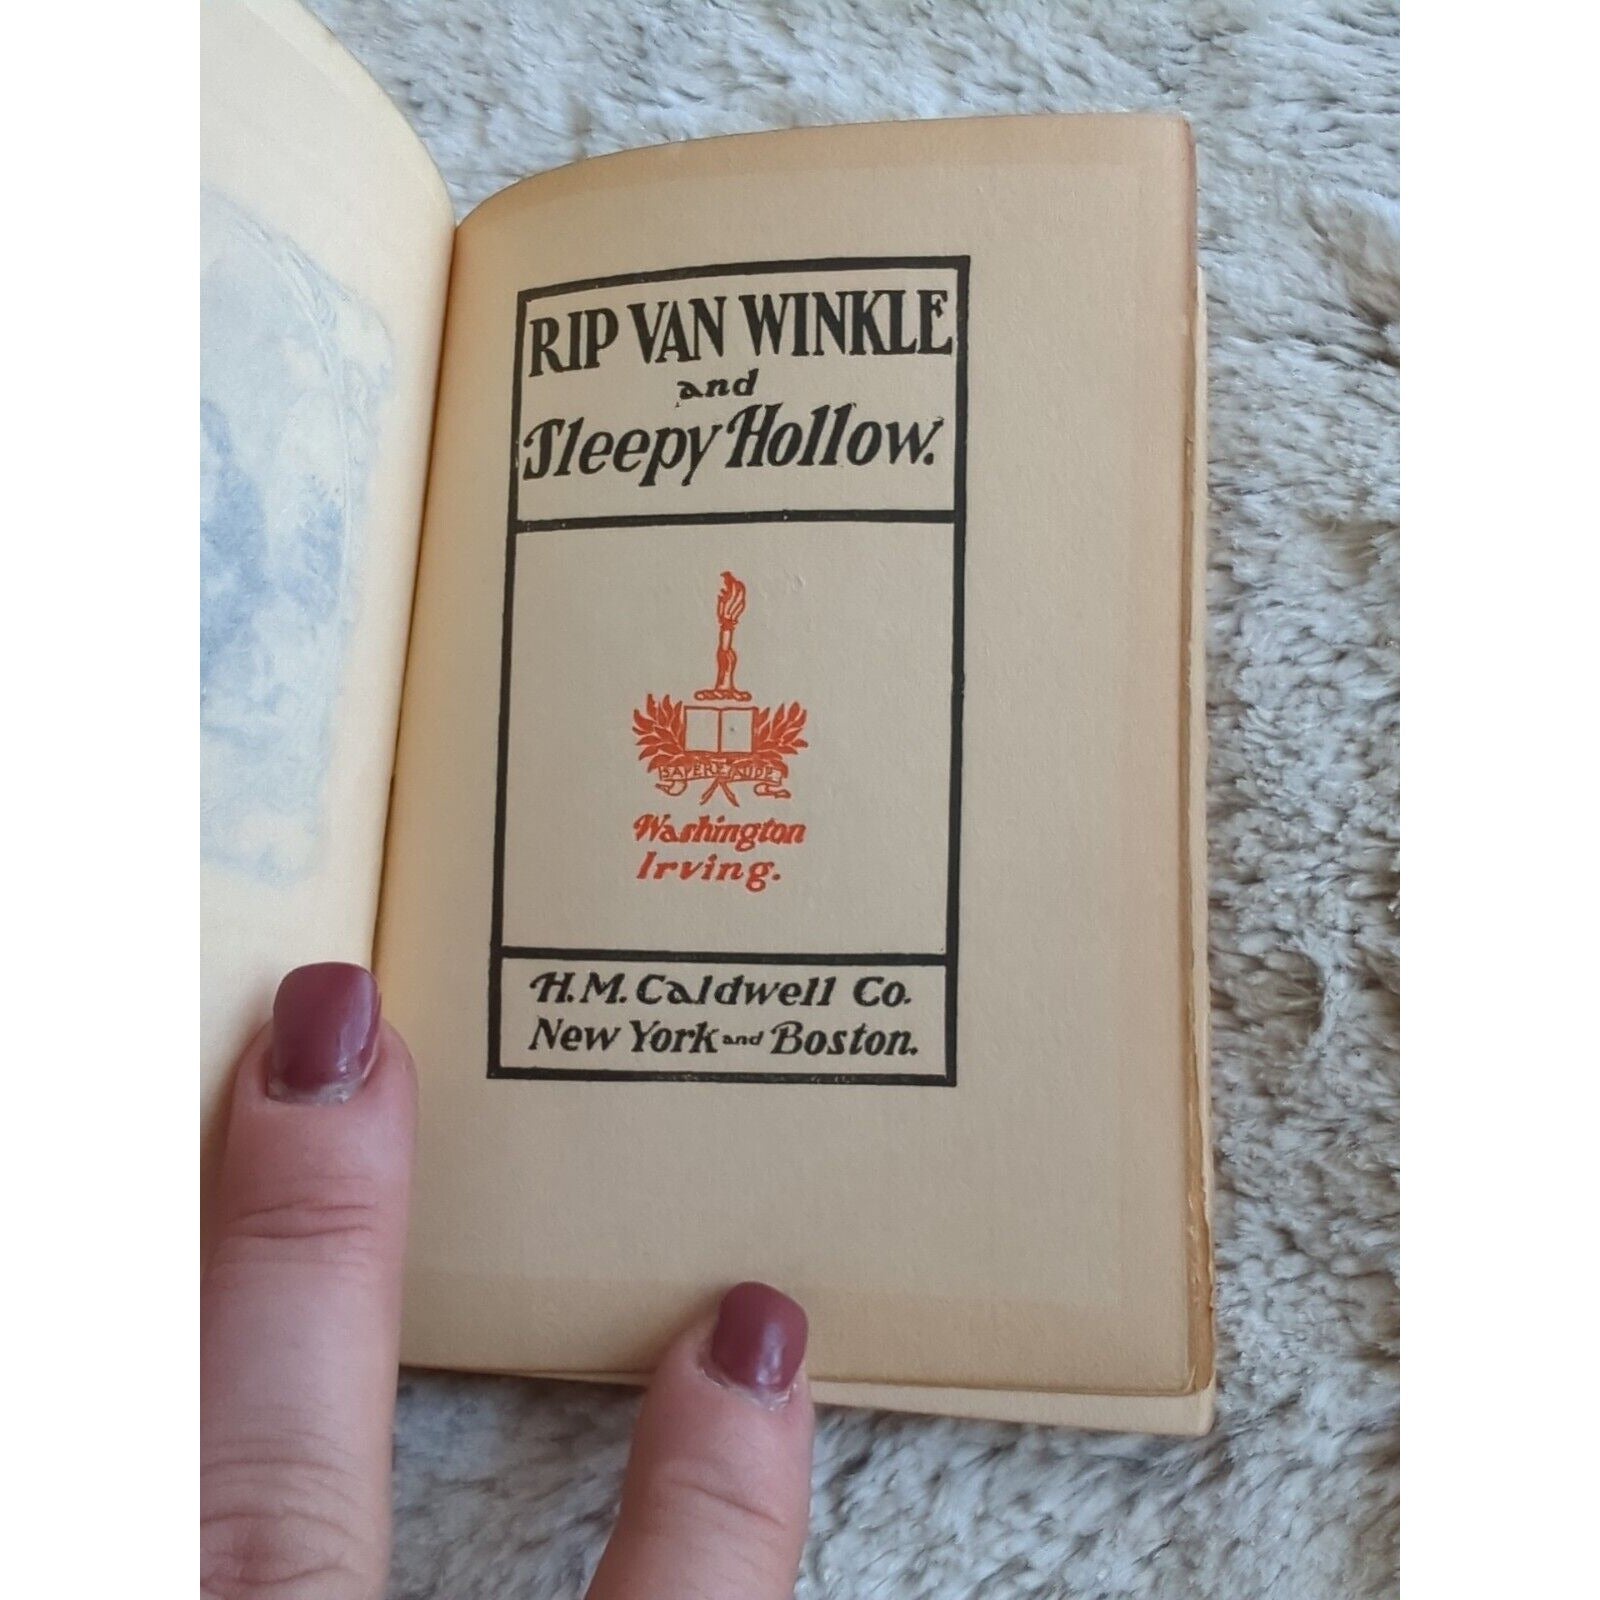 RIP VAN WINKLE
and
Sleepy Hollow.
SAPERE AUDE
Washington
Irving.
H.M. Caldwell Co.
New York and Boston.